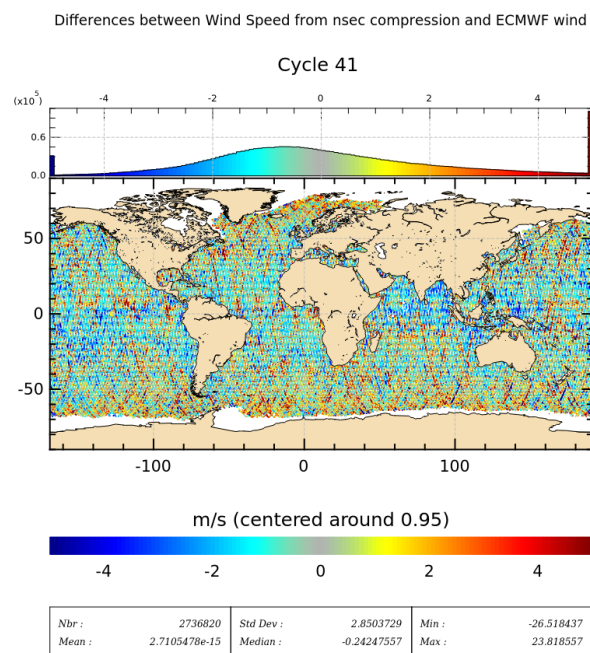 Differences between Wind Speed from nsec compression and ECMWF wind
Cycle 41
-4 -2 0 2 4
(x10^5)
0.6
0.0
50
0
-50
-100 0 100
m/s (centered around 0.95)
-4 -2 0 2 4
Nbr : 2736820 Std Dev : 2.8503729 Min : -26.518437
Mean : 2.7105478e-15 Median : -0.24247557 Max : 23.818557